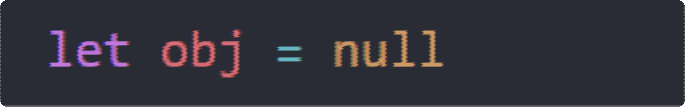 let obj = null